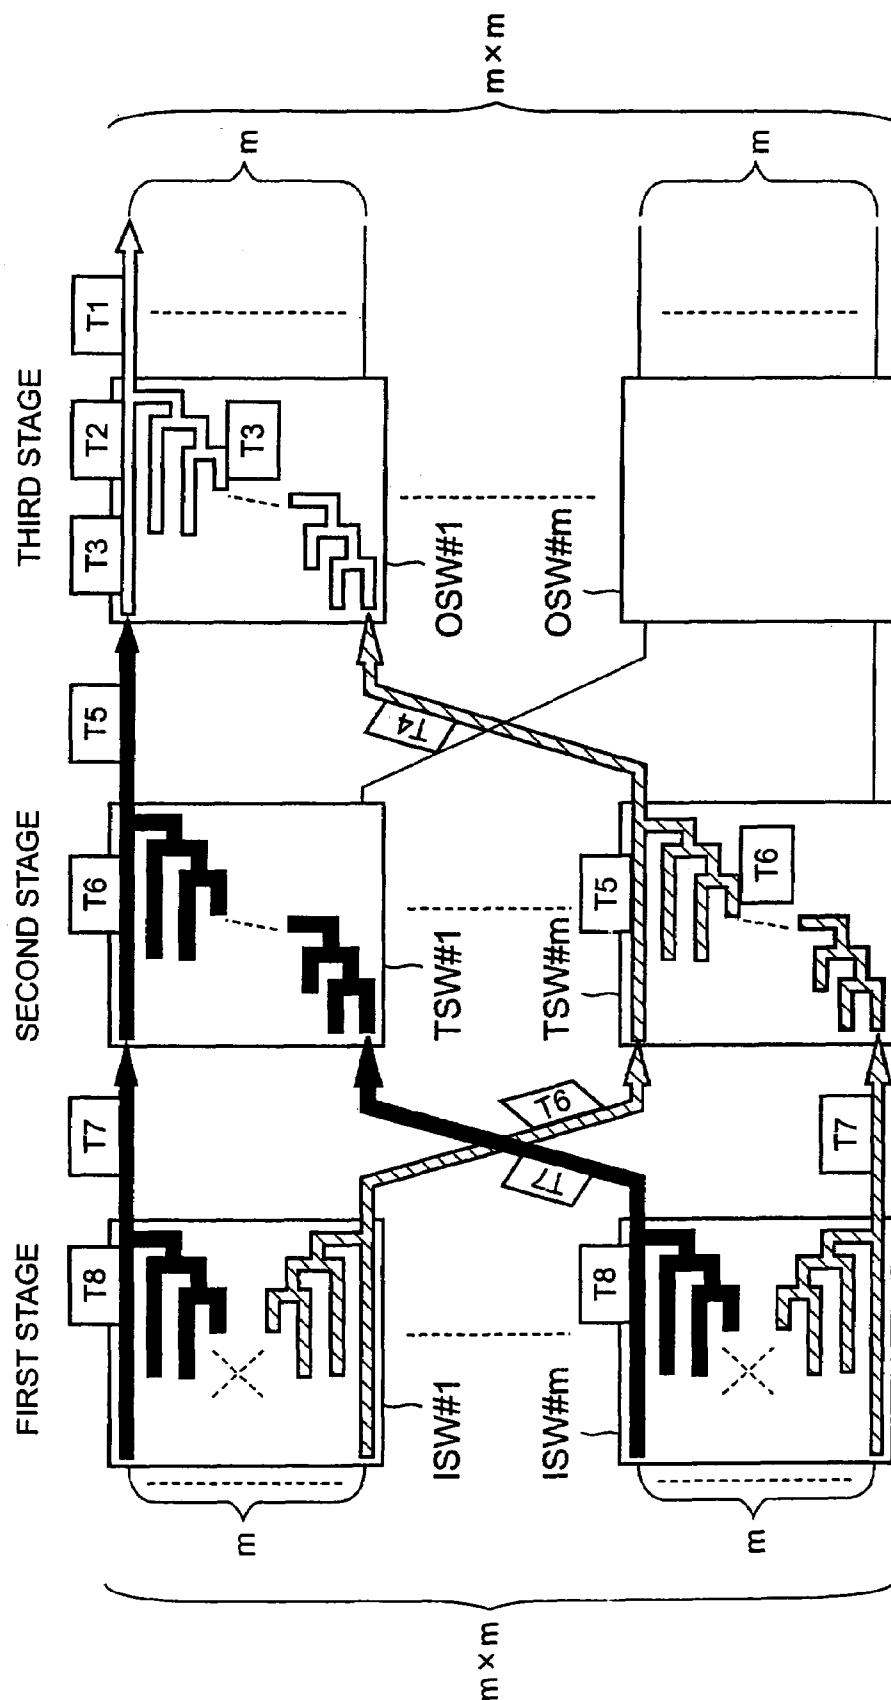 FIRST STAGE
SECOND STAGE
THIRD STAGE
T8
T7
T6
T5
T3
T2
T1
T3
m
ISW#1
TSW#1
OSW#1
m
m × m
T7
T6
T4
m × m
ISW#m
TSW#m
OSW#m
T8
T5
T6
T7
m
m